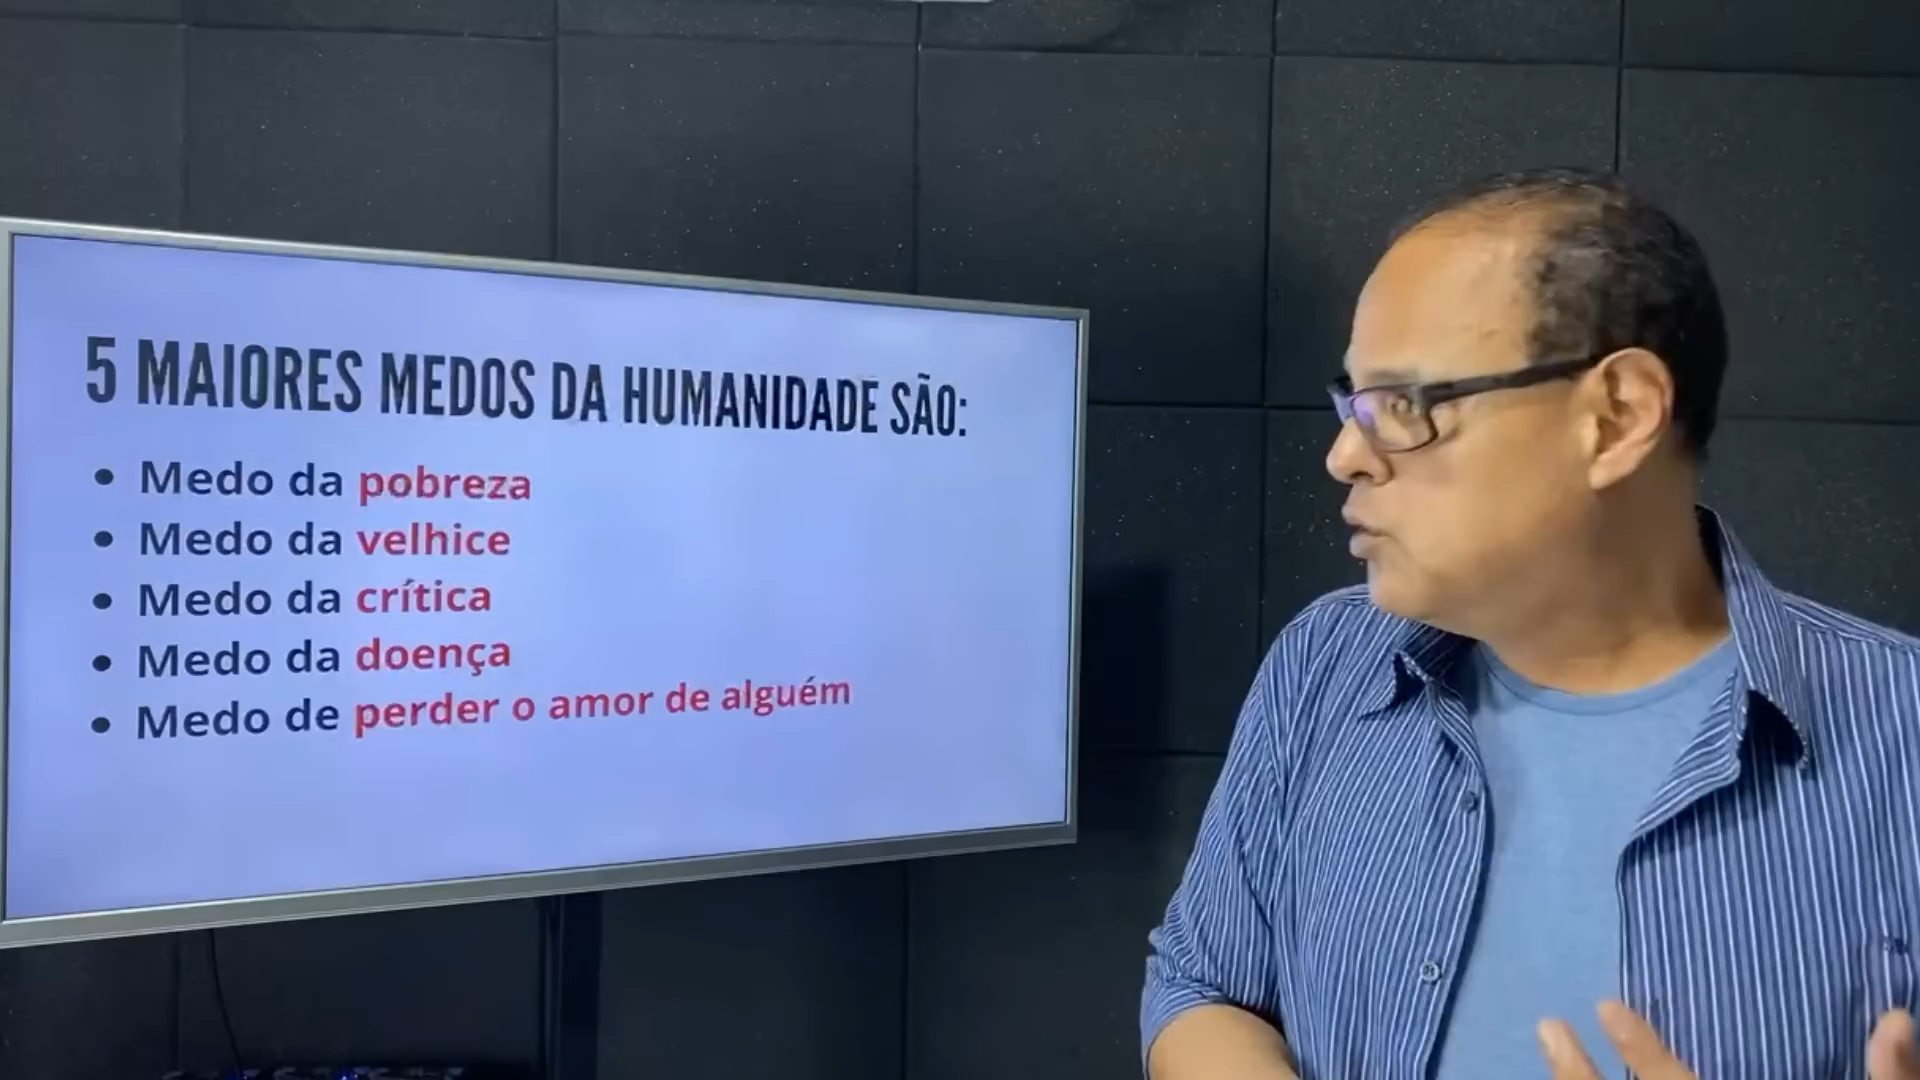 5 MAIORES MEDOS DA HUMANIDADE SÃO:
• Medo da pobreza
• Medo da velhice
• Medo da crítica
• Medo da doença
• Medo de perder o amor de alguém